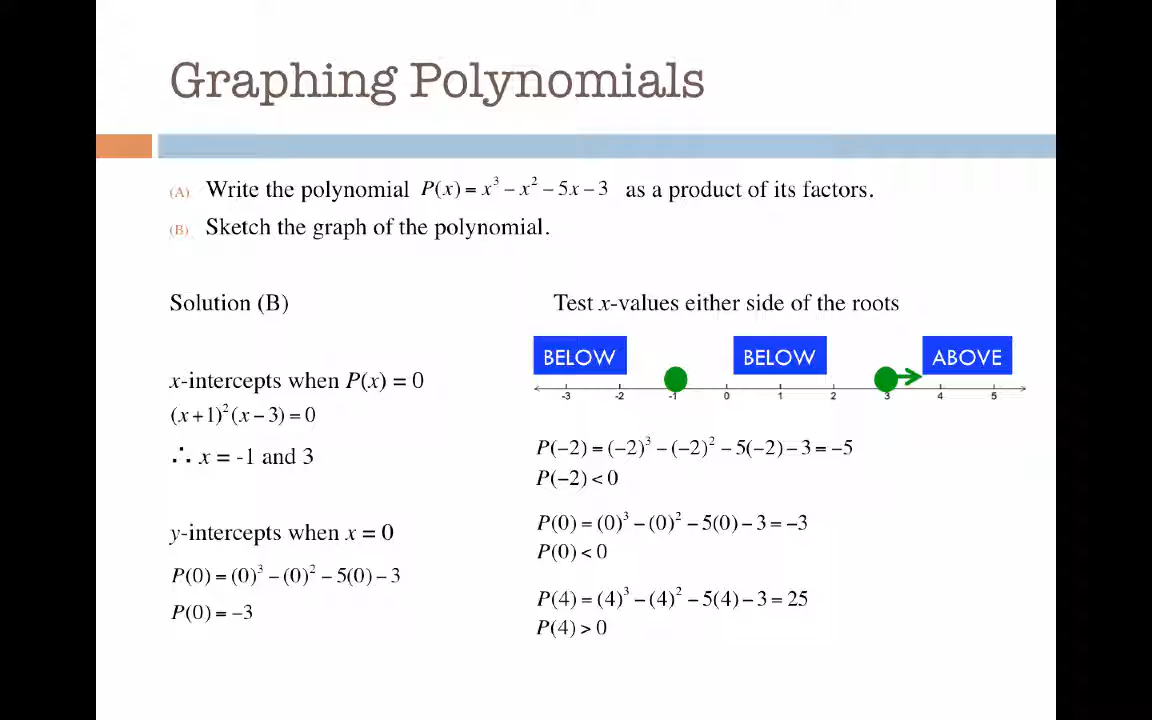 Graphing Polynomials
(A) Write the polynomial P(x) = x³ − x² − 5x − 3 as a product of its factors.
(B) Sketch the graph of the polynomial.
Solution (B)
x-intercepts when P(x) = 0
(x+1)²(x−3) = 0
∴ x = -1 and 3
y-intercepts when x = 0
P(0) = (0)³ − (0)² − 5(0) − 3
P(0) = −3
Test x-values either side of the roots
BELOW BELOW ABOVE
-3 -2 -1 0 1 2 3 4 5
P(−2) = (−2)³ − (−2)² − 5(−2) − 3 = −5
P(−2) < 0
P(0) = (0)³ − (0)² − 5(0) − 3 = −3
P(0) < 0
P(4) = (4)³ − (4)² − 5(4) − 3 = 25
P(4) > 0